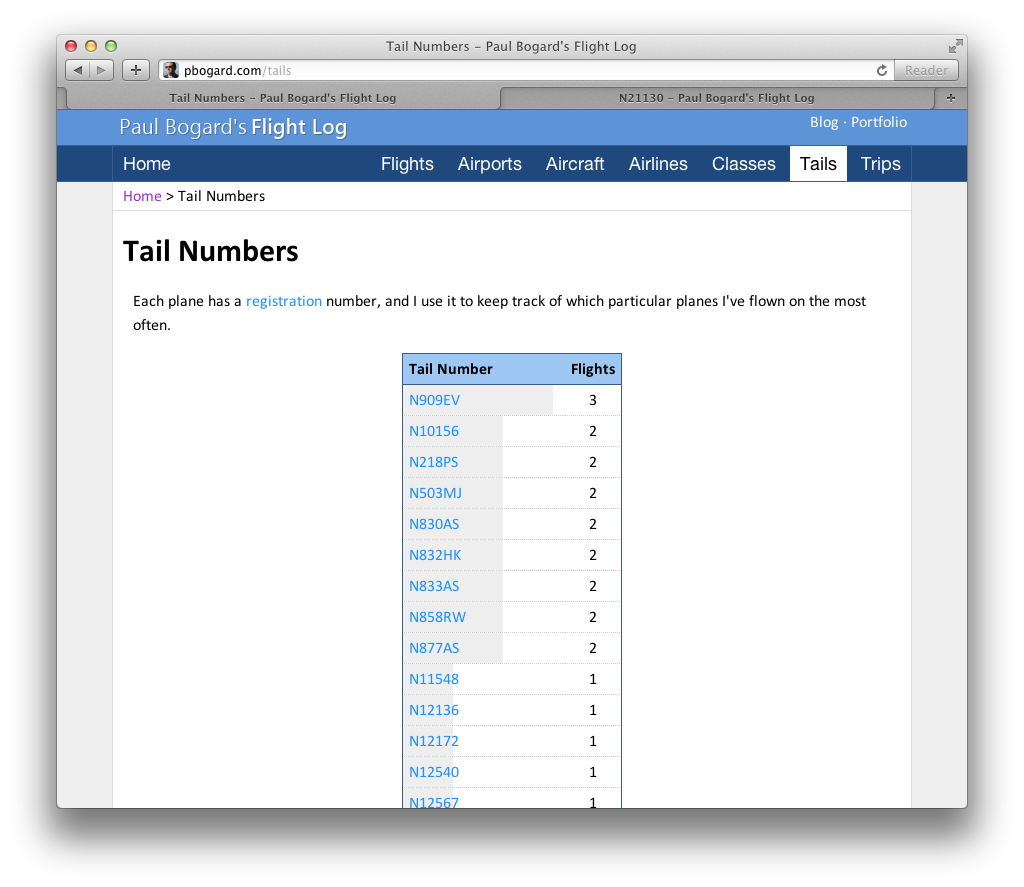 Tail Numbers – Paul Bogard's Flight Log
pbogard.com/tails
Reader
Tail Numbers – Paul Bogard's Flight Log
N21130 – Paul Bogard's Flight Log
Paul Bogard's Flight Log
Blog · Portfolio
Home Flights Airports Aircraft Airlines Classes Tails Trips
Home > Tail Numbers
Tail Numbers
Each plane has a registration number, and I use it to keep track of which particular planes I've flown on the most
often.
Tail Number Flights
N909EV 3
N10156 2
N218PS 2
N503MJ 2
N830AS 2
N832HK 2
N833AS 2
N858RW 2
N877AS 2
N11548 1
N12136 1
N12172 1
N12540 1
N12567 1